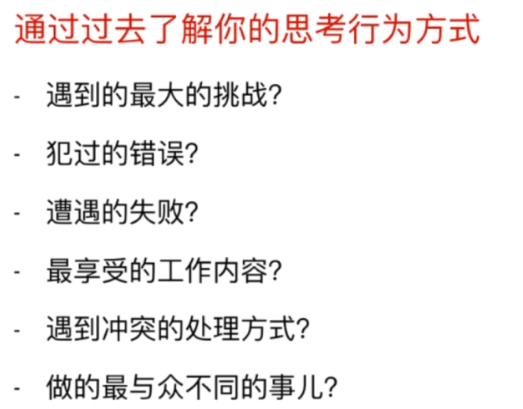 通过过去了解你的思考行为方式
- 遇到的最大的挑战?
- 犯过的错误?
- 遭遇的失败?
- 最享受的工作内容?
- 遇到冲突的处理方式?
- 做的最与众不同的事儿?